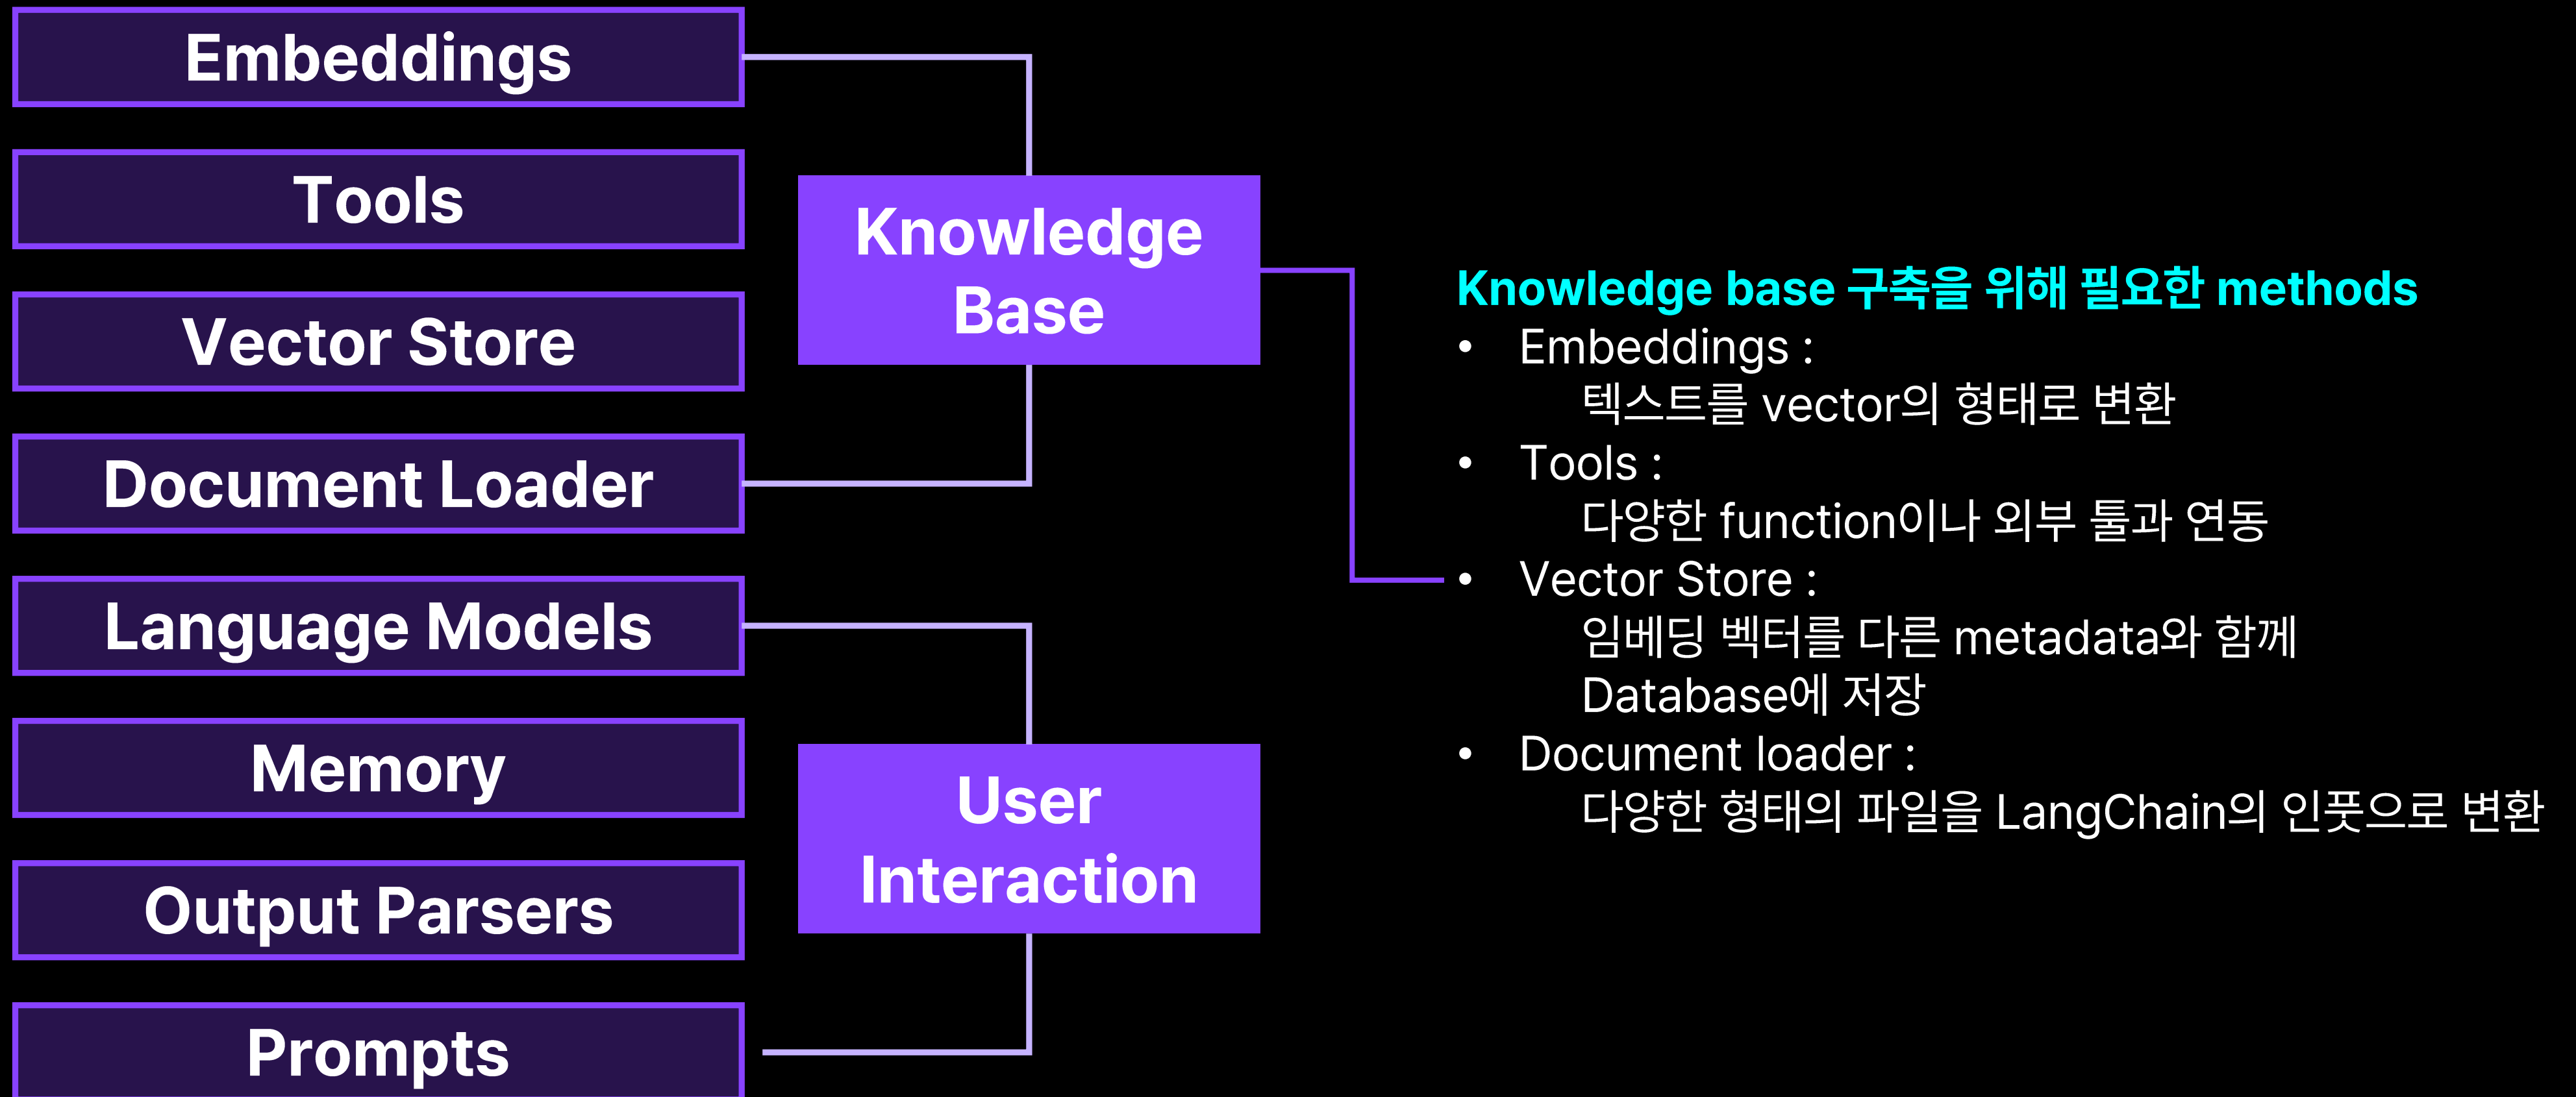 Embeddings
Tools
Vector Store
Document Loader
Language Models
Memory
Output Parsers
Prompts
Knowledge
Base
User
Interaction
Knowledge base 구축을 위해 필요한 methods
• Embeddings :
텍스트를 vector의 형태로 변환
• Tools :
다양한 function이나 외부 툴과 연동
• Vector Store :
임베딩 벡터를 다른 metadata와 함께
Database에 저장
• Document loader :
다양한 형태의 파일을 LangChain의 인풋으로 변환